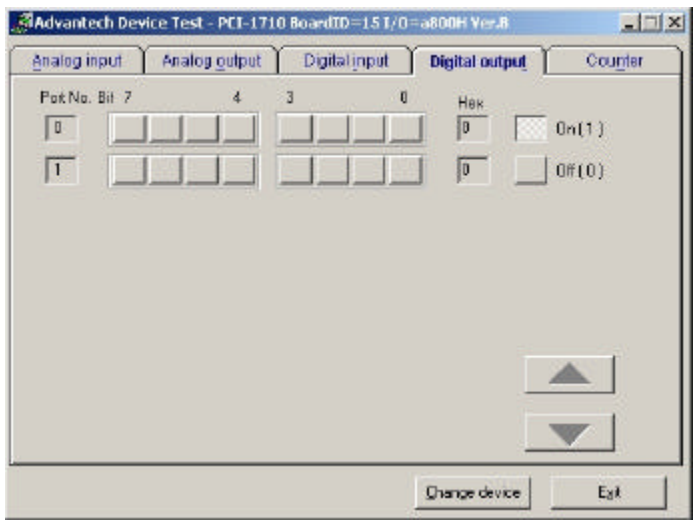 Advantech Device Test - PCI-1710 BoardID=15 I/O=a800H Ver.B
Analog input Analog output Digital input Digital output Counter
Port No. Bit 7 4 3 0 Hex
0 0 On(1)
1 0 Off(0)
Change device Exit